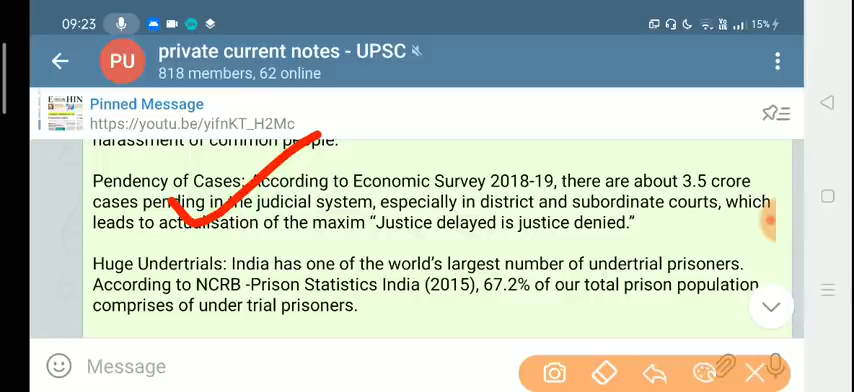 09:23
15%
private current notes - UPSC
PU
818 members, 62 online
Pinned Message
https://youtu.be/yifnKT_H2Mc
harassment of common people.
Pendency of Cases: According to Economic Survey 2018-19, there are about 3.5 crore
cases pending in the judicial system, especially in district and subordinate courts, which
leads to actualisation of the maxim “Justice delayed is justice denied.”
Huge Undertrials: India has one of the world’s largest number of undertrial prisoners.
According to NCRB -Prison Statistics India (2015), 67.2% of our total prison population
comprises of under trial prisoners.
Message